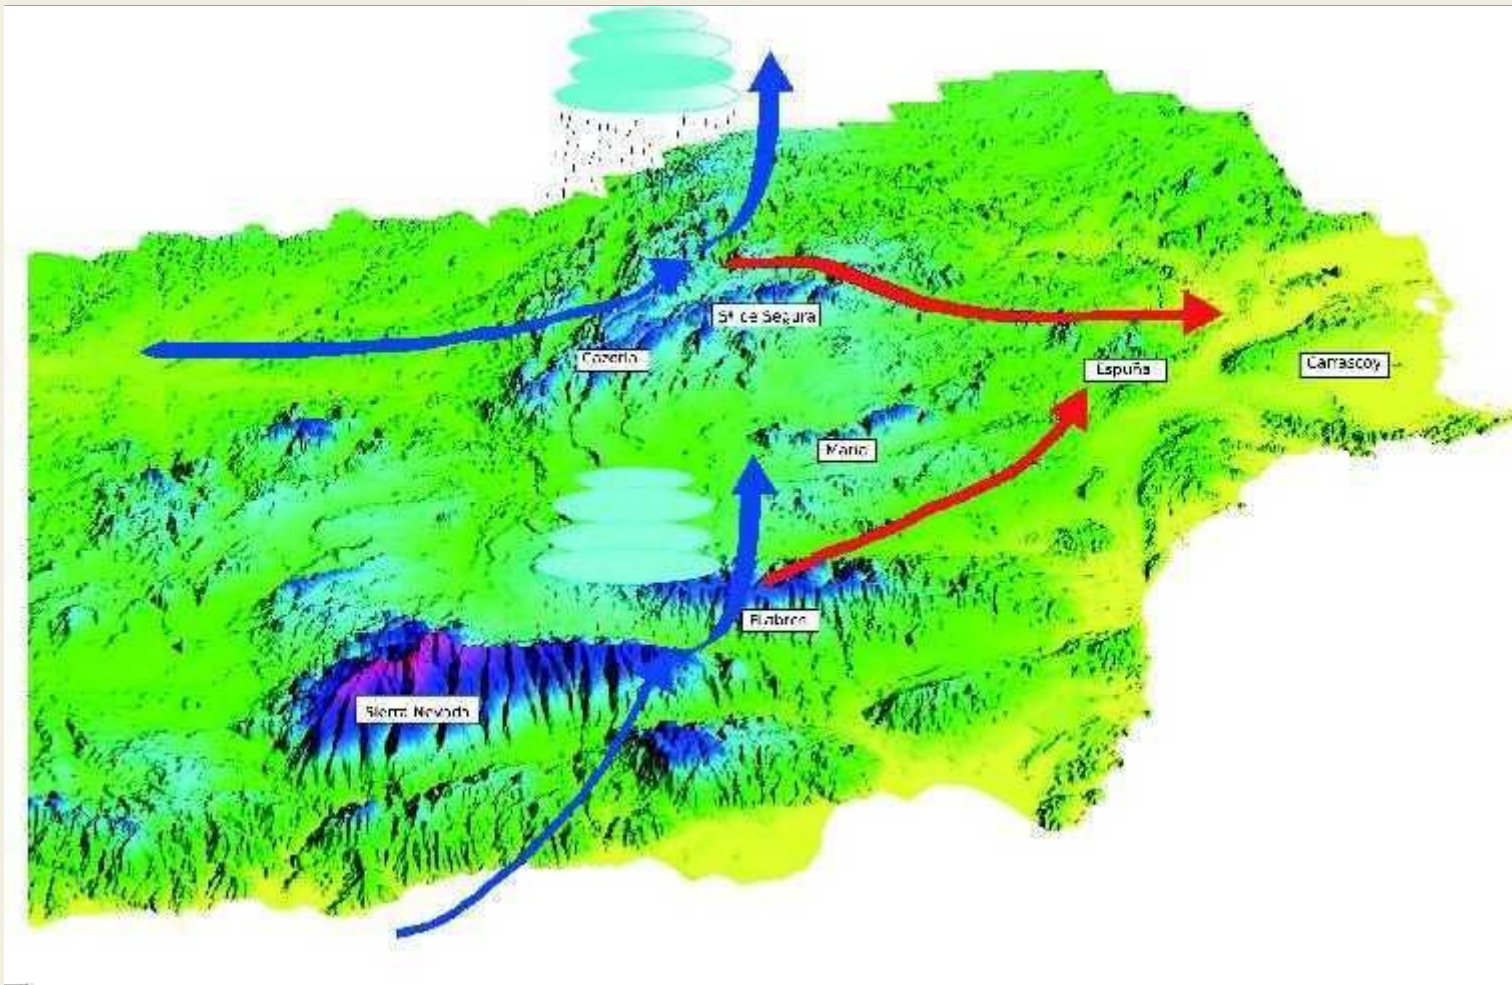 Sª de Segura
Cazorla
Espuña
Carrascoy
María
Filabres
Sierra Nevada